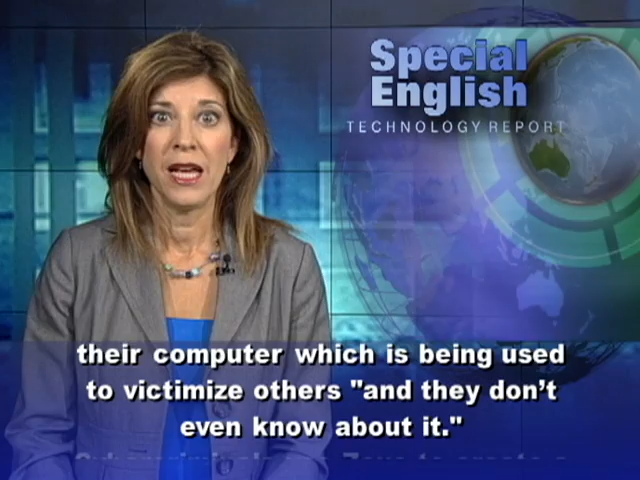 Special
English
TECHNOLOGY REPORT
their computer which is being used
to victimize others "and they don't
even know about it."